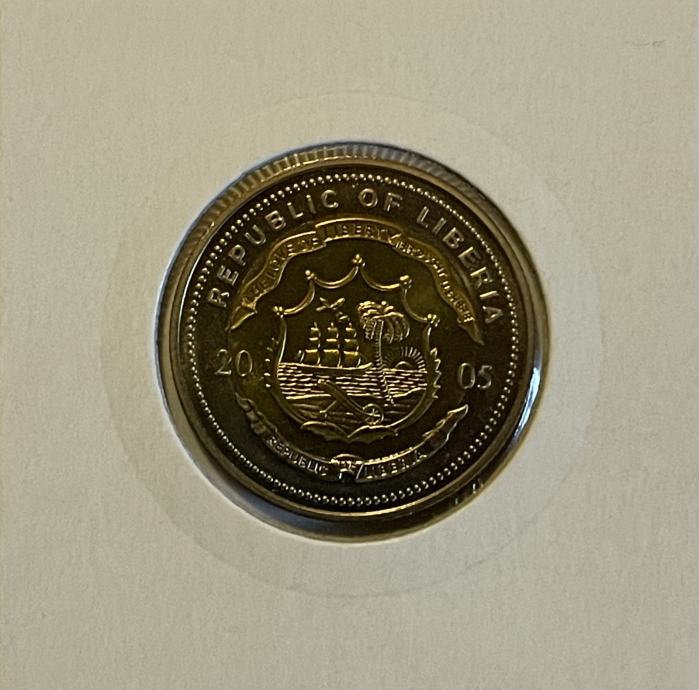 REPUBLIC OF LIBERIA
THE LOVE OF LIBERTY BROUGHT US HERE
20 05
REPUBLIC OF LIBERIA